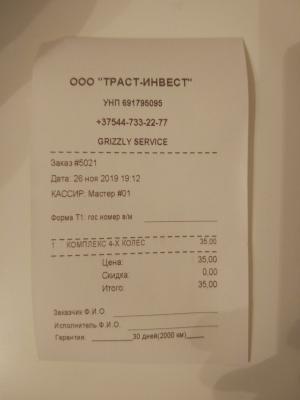 ООО "ТРАСТ-ИНВЕСТ"
УНП 691795095
+37544-733-22-77
GRIZZLY SERVICE
Заказ #5021
Дата: 26 ноя 2019 19:12
КАССИР: Мастер #01
Форма Т1: гос номер а/м
1 КОМПЛЕКС 4-Х КОЛЕС 35,00
Цена: 35,00
Скидка: 0,00
Итого: 35,00
Заказчик Ф.И.О.
Исполнитель Ф.И.О.
Гарантия: 30 дней(2000 км)